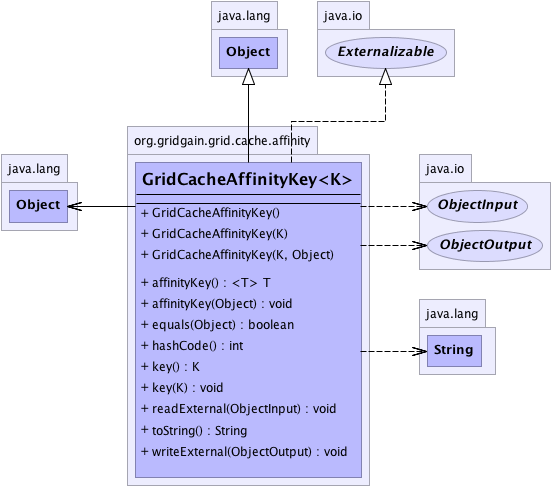 java.lang
Object
java.io
Externalizable
org.gridgain.grid.cache.affinity
java.lang
Object
GridCacheAffinityKey<K>
+ GridCacheAffinityKey()
+ GridCacheAffinityKey(K)
+ GridCacheAffinityKey(K, Object)
+ affinityKey() : <T> T
+ affinityKey(Object) : void
+ equals(Object) : boolean
+ hashCode() : int
+ key() : K
+ key(K) : void
+ readExternal(ObjectInput) : void
+ toString() : String
+ writeExternal(ObjectOutput) : void
java.io
ObjectInput
ObjectOutput
java.lang
String